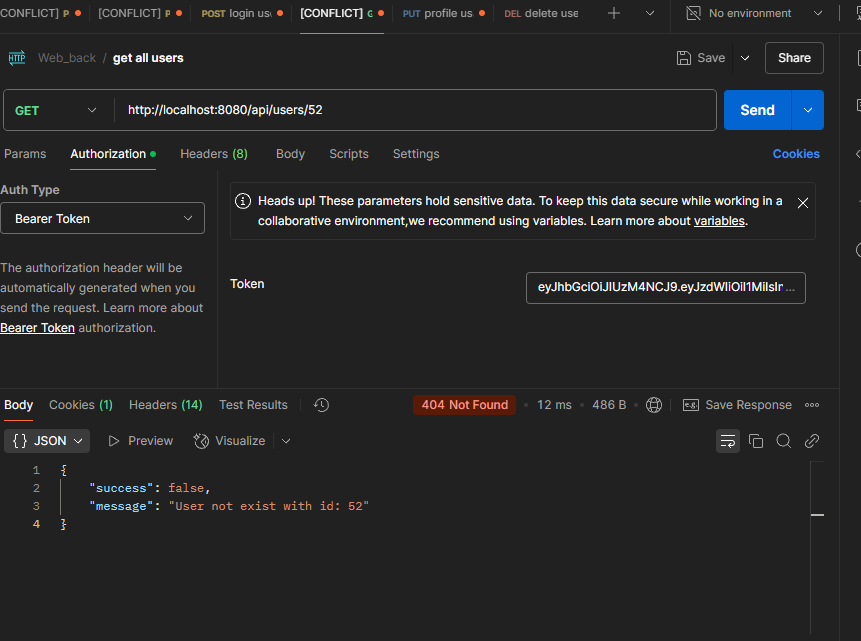 CONFLICT] P [CONFLICT] P POST login us [CONFLICT] G PUT profile us DEL delete use No environment
HTTP Web_back / get all users Save Share
GET http://localhost:8080/api/users/52 Send
Params Authorization Headers (8) Body Scripts Settings Cookies
Auth Type
Bearer Token
The authorization header will be
automatically generated when you
send the request. Learn more about
Bearer Token authorization.
Heads up! These parameters hold sensitive data. To keep this data secure while working in a
collaborative environment,we recommend using variables. Learn more about variables.
Token
Body Cookies (1) Headers (14) Test Results 404 Not Found 12 ms 486 B e.g. Save Response
{} JSON Preview Visualize
1 {
2 "success": false,
3 "message": "User not exist with id: 52"
4 }